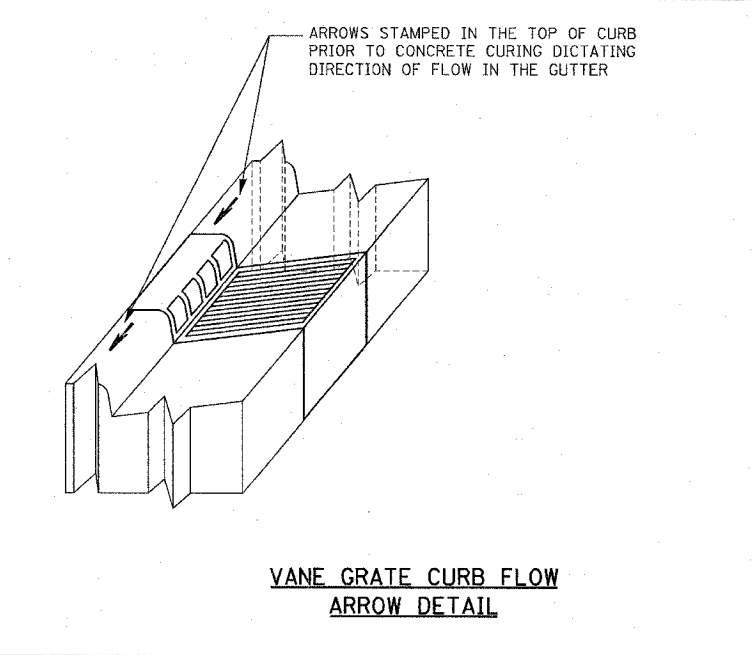 ARROWS STAMPED IN THE TOP OF CURB
PRIOR TO CONCRETE CURING DICTATING
DIRECTION OF FLOW IN THE GUTTER
VANE GRATE CURB FLOW
ARROW DETAIL